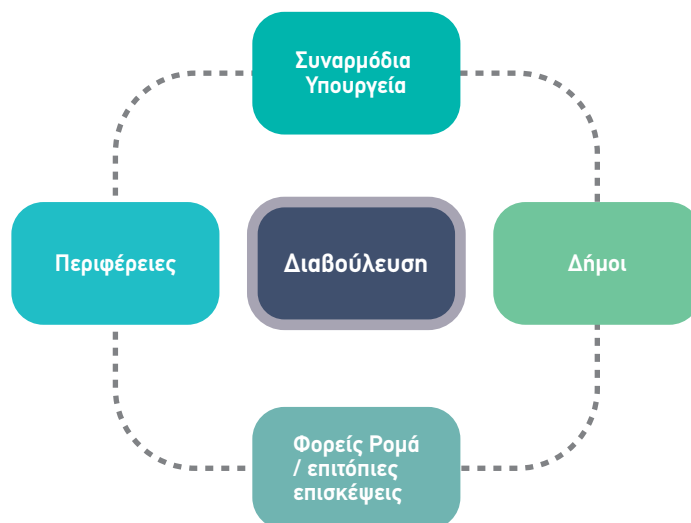 Συναρμόδια
Υπουργεία
Περιφέρειες
Διαβούλευση
Δήμοι
Φορείς Ρομά
/ επιτόπιες
επισκέψεις